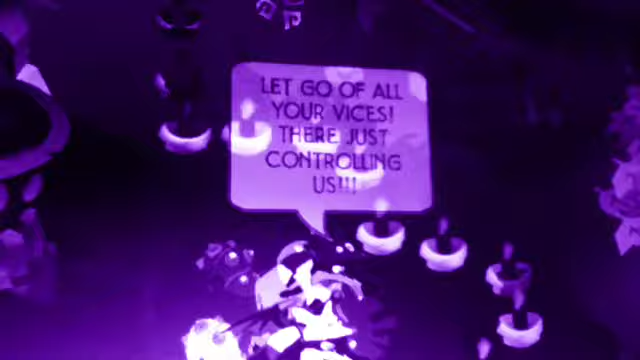 LET GO OF ALL
YOUR VICES!
THERE JUST
CONTROLLING
US!!!